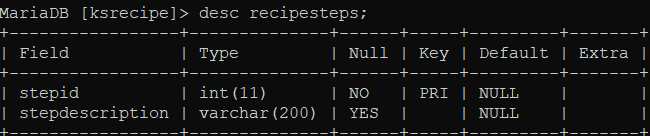 MariaDB [ksrecipe]> desc recipesteps;
+-----------------+--------------+------+-----+---------+-------+
| Field           | Type         | Null | Key | Default | Extra |
+-----------------+--------------+------+-----+---------+-------+
| stepid          | int(11)      | NO   | PRI | NULL    |       |
| stepdescription | varchar(200) | YES  |     | NULL    |       |
+-----------------+--------------+------+-----+---------+-------+